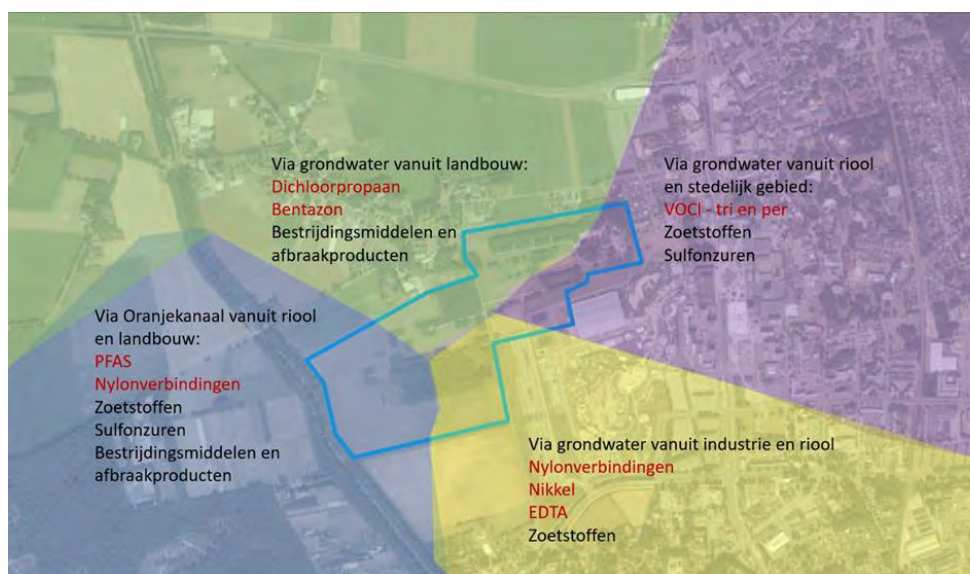 Via grondwater vanuit landbouw:
Dichloorpropaan
Bentazon
Bestrijdingsmiddelen en
afbraakproducten
Via grondwater vanuit riool
en stedelijk gebied:
VOCl - tri en per
Zoetstoffen
Sulfonzuren
Via Oranjekanaal vanuit riool
en landbouw:
PFAS
Nylonverbindingen
Zoetstoffen
Sulfonzuren
Bestrijdingsmiddelen en
afbraakproducten
Via grondwater vanuit industrie en riool
Nylonverbindingen
Nikkel
EDTA
Zoetstoffen